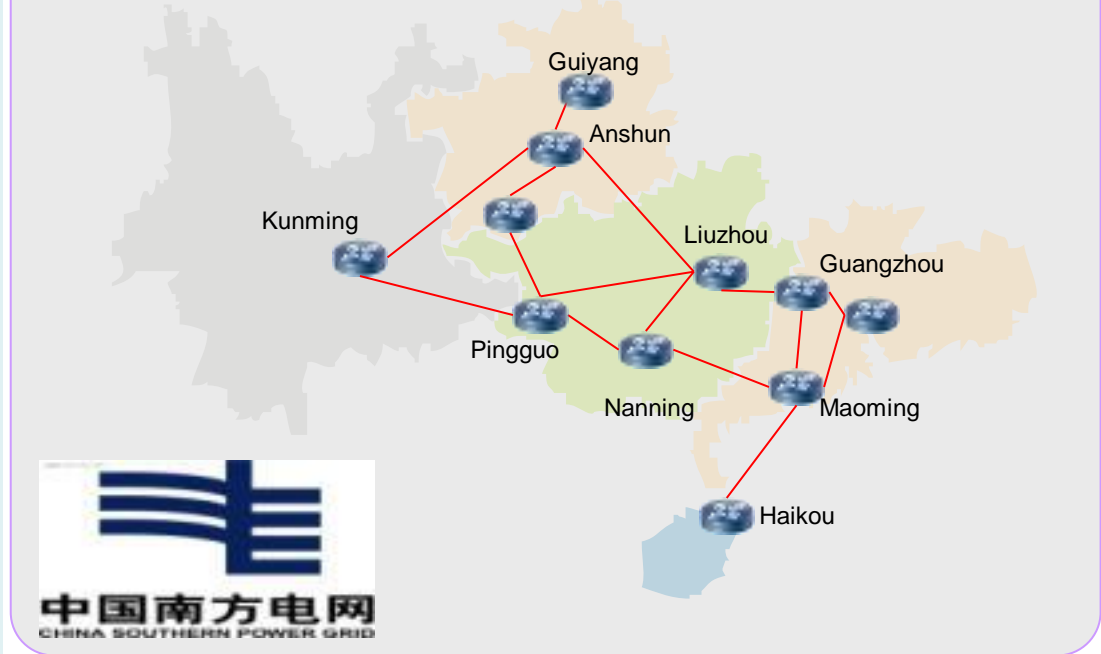 Guiyang
Anshun
Kunming
Liuzhou
Guangzhou
Pingguo
Nanning
Maoming
Haikou
中国南方电网
CHINA SOUTHERN POWER GRID